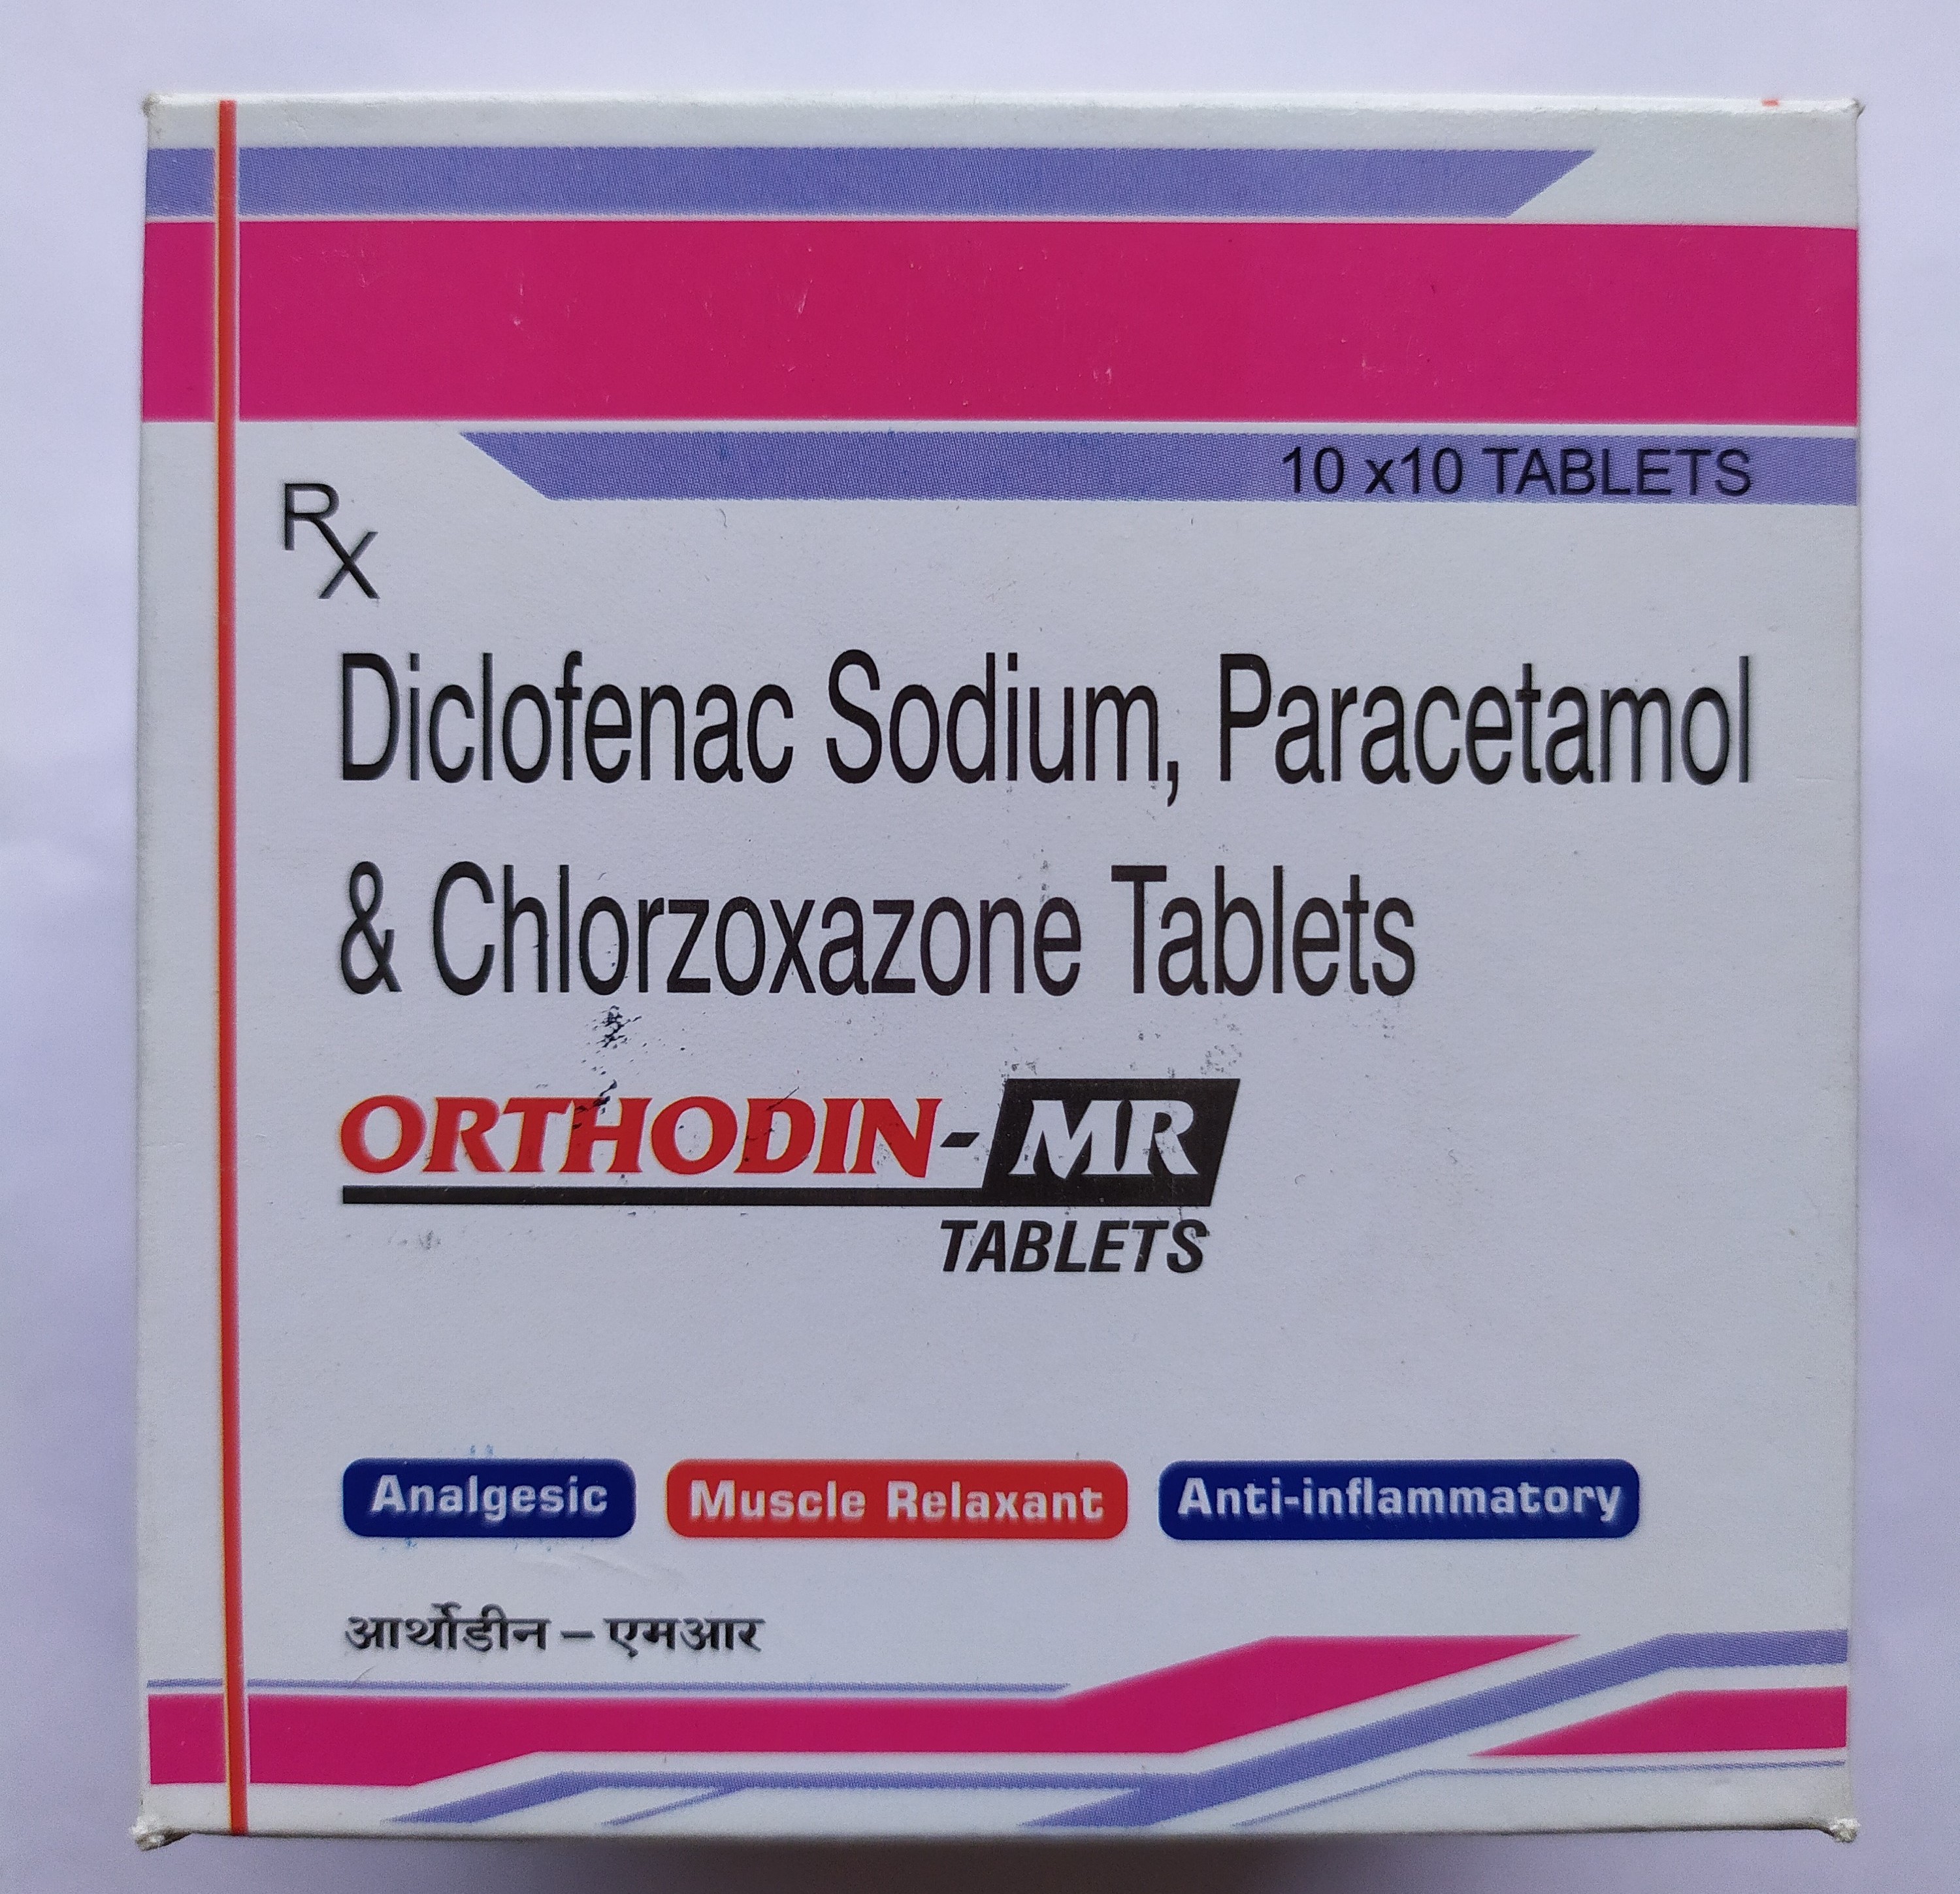 10 x10 TABLETS
Rx
Diclofenac Sodium, Paracetamol
& Chlorzoxazone Tablets
ORTHODIN-MR
TABLETS
Analgesic Muscle Relaxant Anti-inflammatory
आर्थोडीन – एमआर